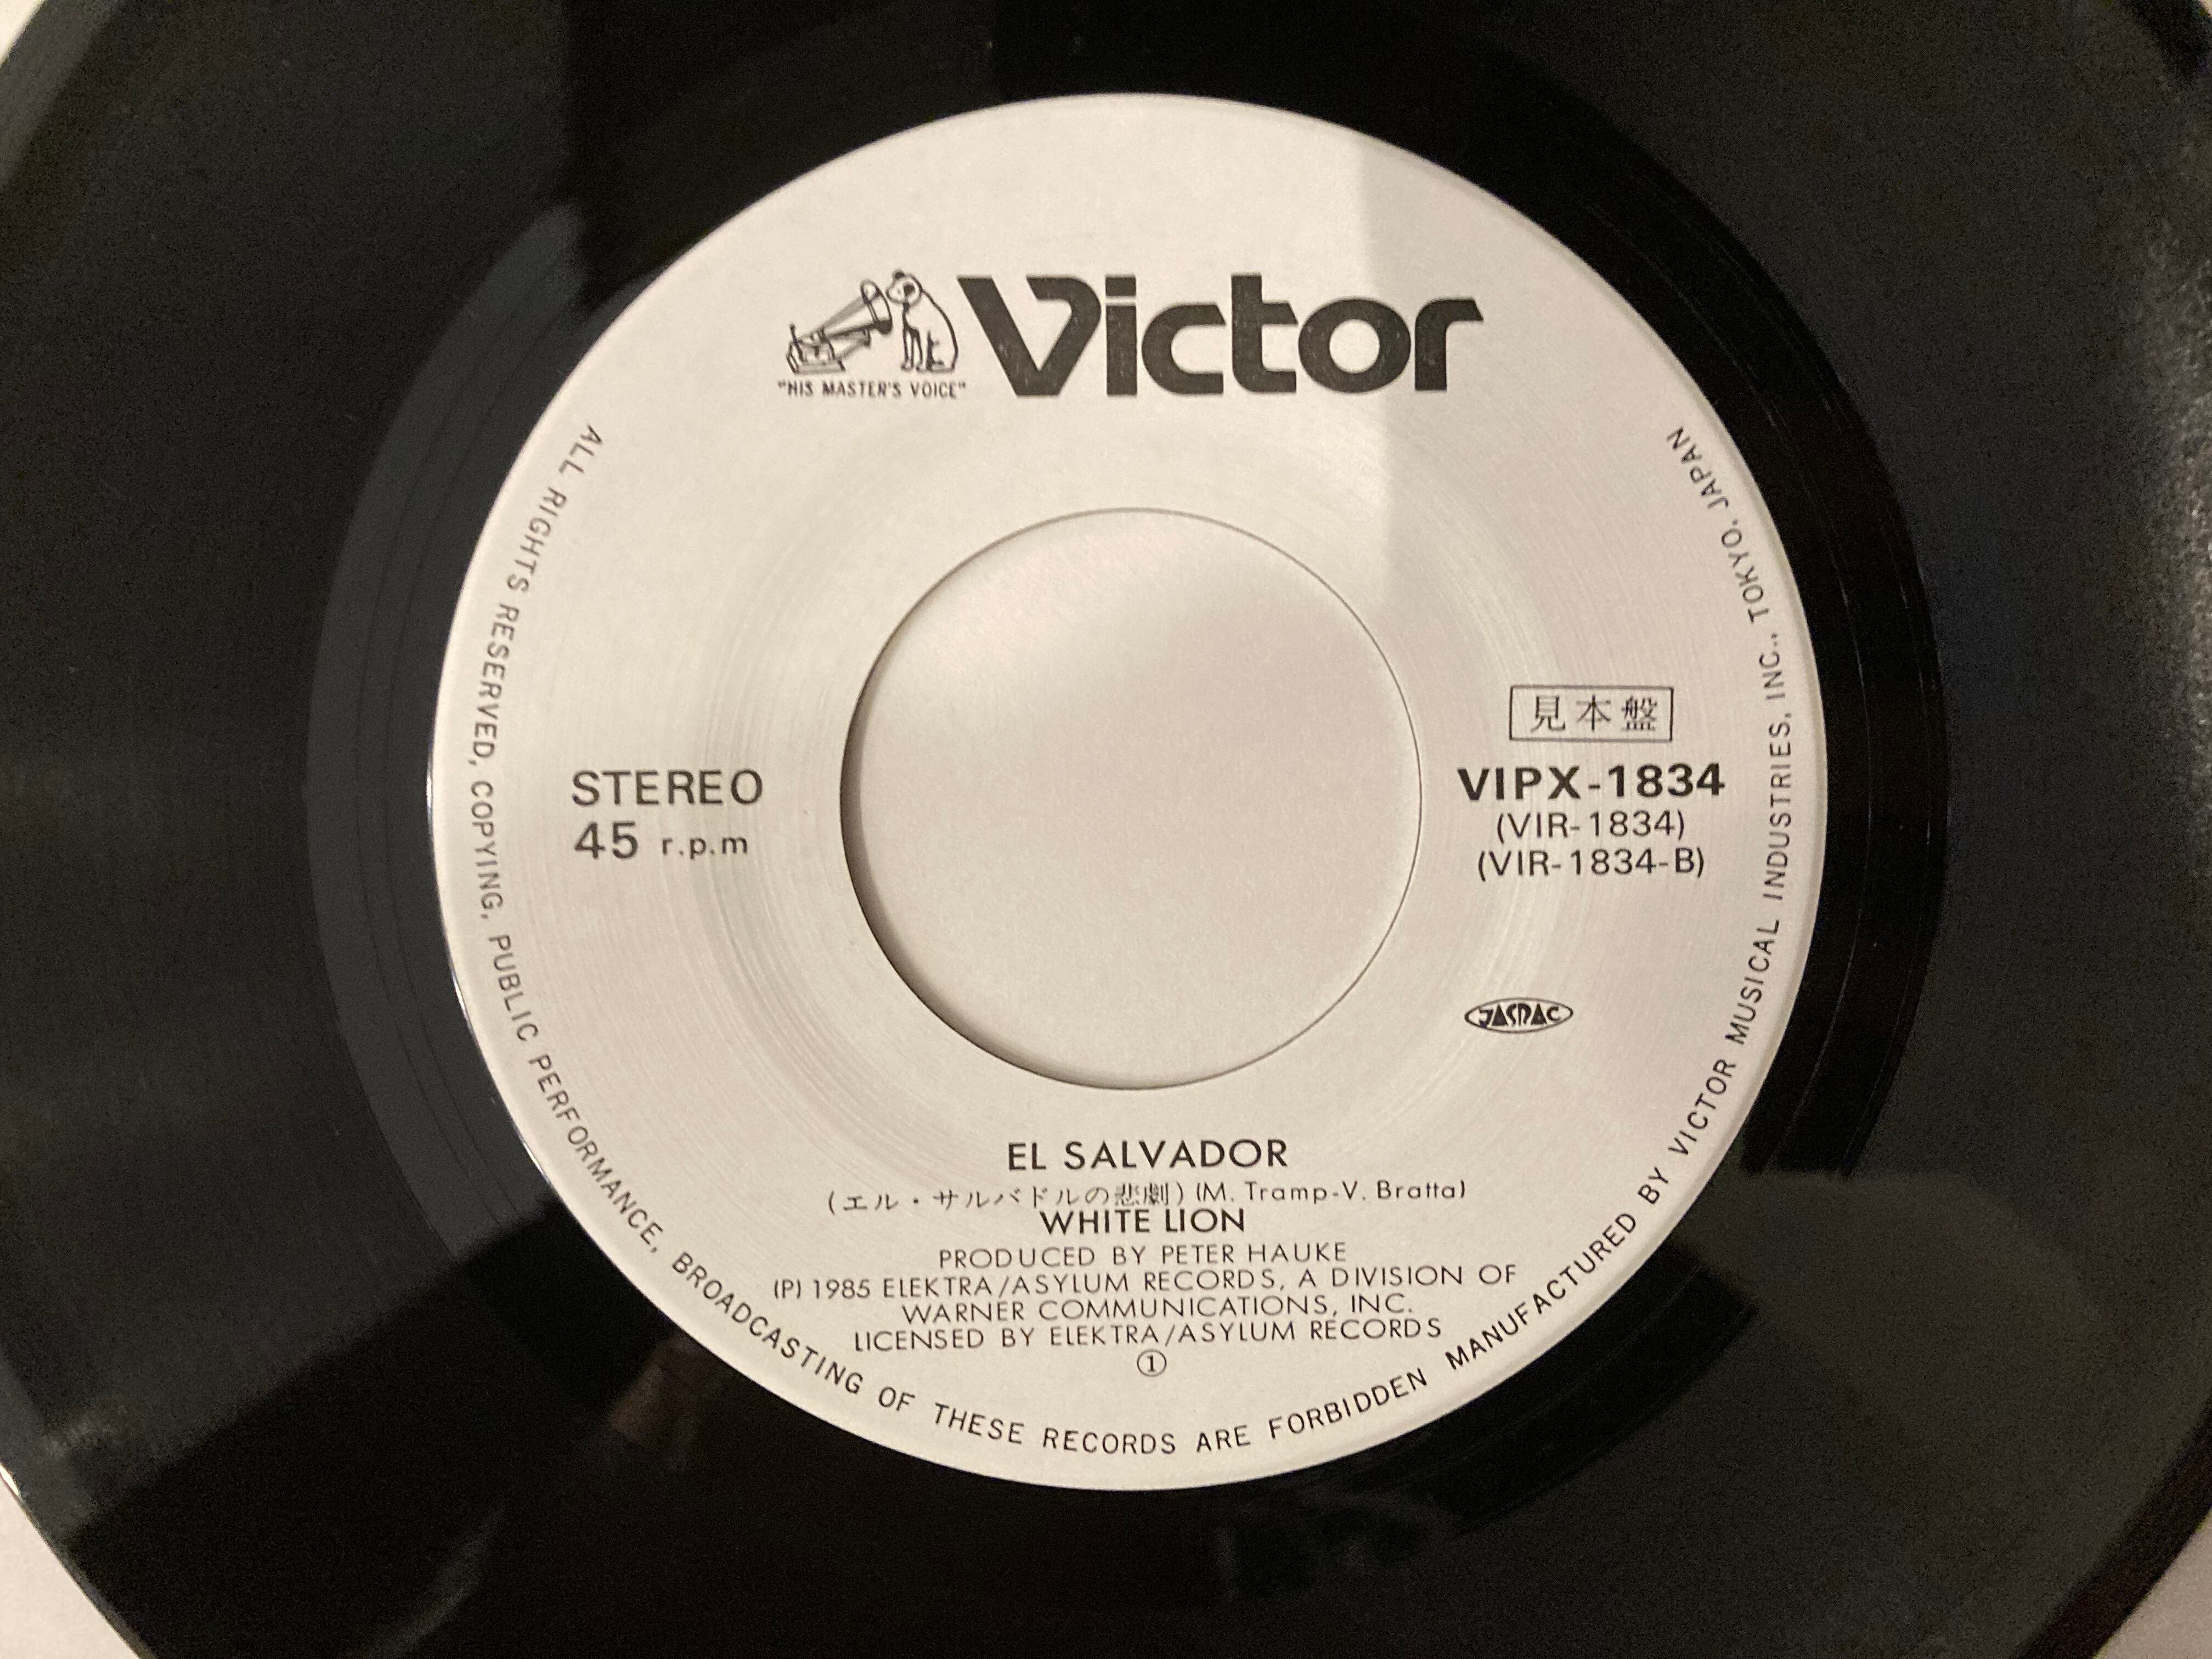 Victor
"HIS MASTER'S VOICE"
見本盤
STEREO
45 r.p.m
VIPX-1834
(VIR-1834)
(VIR-1834-B)
JASRAC
EL SALVADOR
(エル・サルバドルの悲劇) (M. Tramp-V. Bratta)
WHITE LION
PRODUCED BY PETER HAUKE
(P) 1985 ELEKTRA/ASYLUM RECORDS, A DIVISION OF
WARNER COMMUNICATIONS, INC.
LICENSED BY ELEKTRA/ASYLUM RECORDS
①
ALL RIGHTS RESERVED, COPYING, PUBLIC PERFORMANCE, BROADCASTING OF THESE RECORDS ARE FORBIDDEN MANUFACTURED BY VICTOR MUSICAL INDUSTRIES, INC., TOKYO, JAPAN